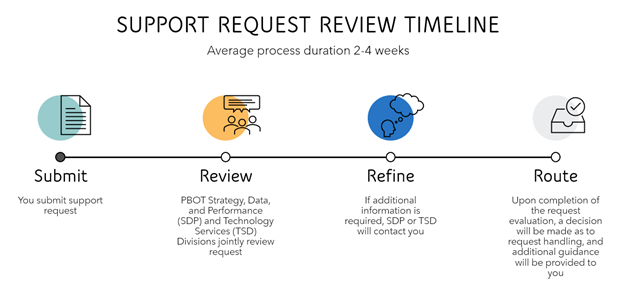 SUPPORT REQUEST REVIEW TIMELINE
Average process duration 2-4 weeks
Submit
You submit support
request
Review
PBOT Strategy, Data,
and Performance
(SDP) and Technology
Services (TSD)
Divisions jointly review
request
Refine
If additional
information is
required, SDP or TSD
will contact you
Route
Upon completion of
the request
evaluation, a decision
will be made as to
request handling, and
additional guidance
will be provided to
you